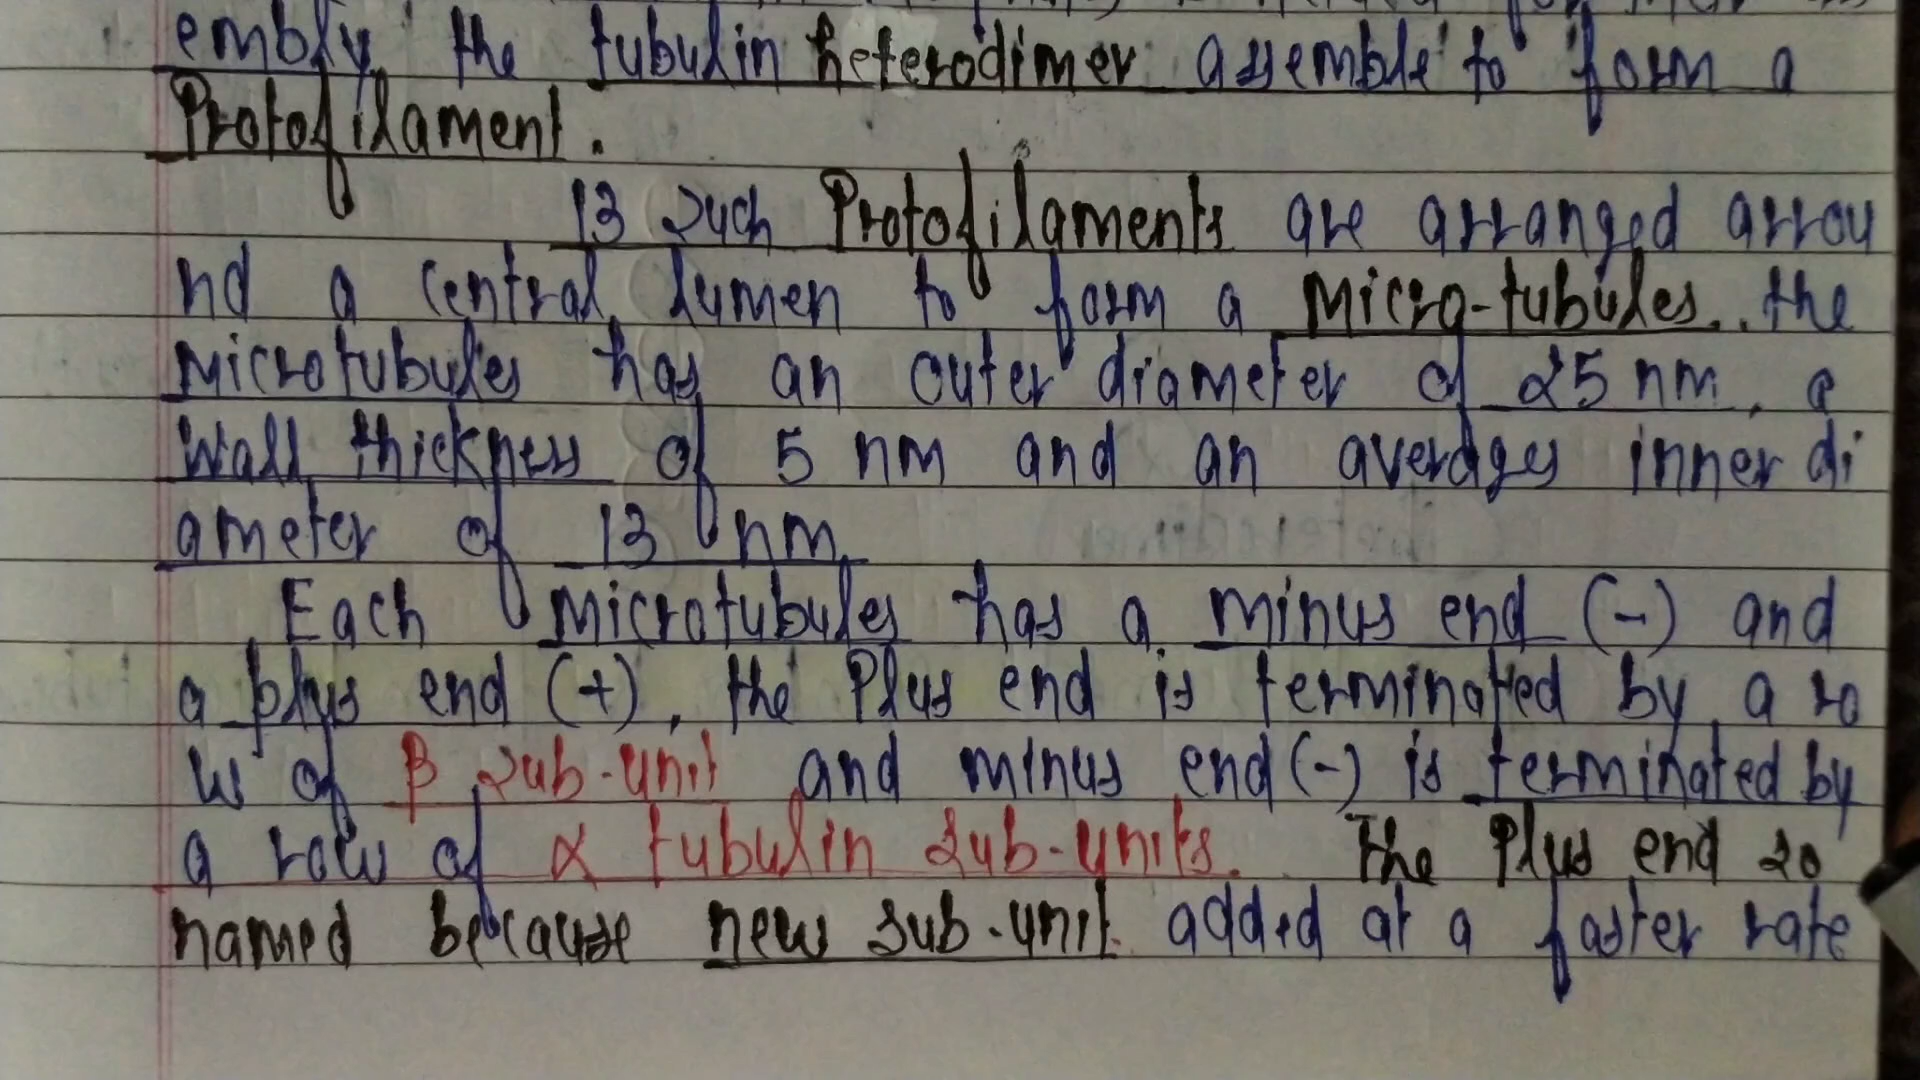 embly, the tubulin heterodimer assemble to form a
Protofilament.
13 such Protofilaments are arranged arrou
nd a central lumen to form a Micro-tubules. the
Microtubules has an outer diameter of 25 nm, a
Wall thickness of 5 nm and an averages inner di
ameter of 13 nm.
Each Microtubules has a minus end (-) and
a plus end (+). the Plus end is terminated by a ro
w of β sub-unit and minus end (-) is terminated by
a row of α tubulin sub-units. The Plus end so
named because new sub-unit added at a faster rate